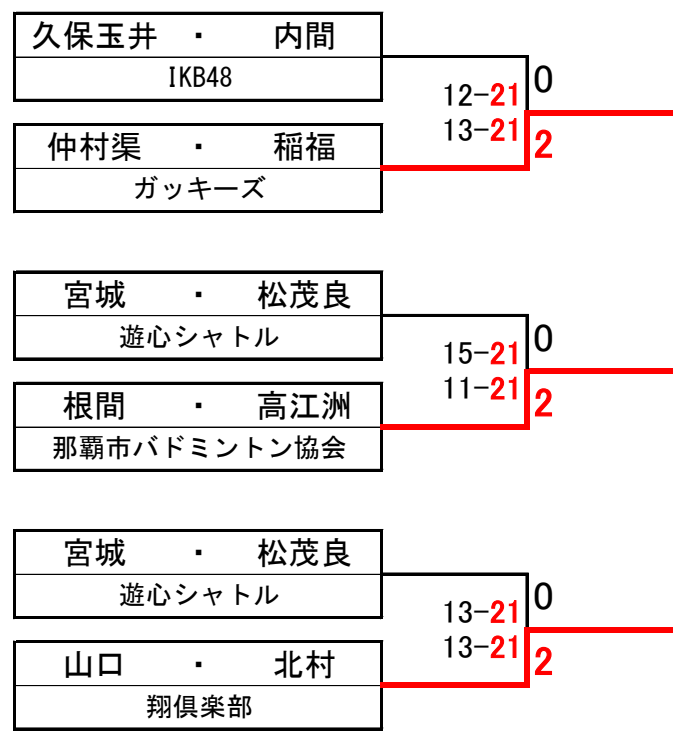 久保玉井 ・ 内間
IKB48
12-21 0
13-21 2
仲村渠 ・ 稲福
ガッキーズ
宮城 ・ 松茂良
遊心シャトル
15-21 0
11-21 2
根間 ・ 高江洲
那覇市バドミントン協会
宮城 ・ 松茂良
遊心シャトル
13-21 0
13-21 2
山口 ・ 北村
翔倶楽部